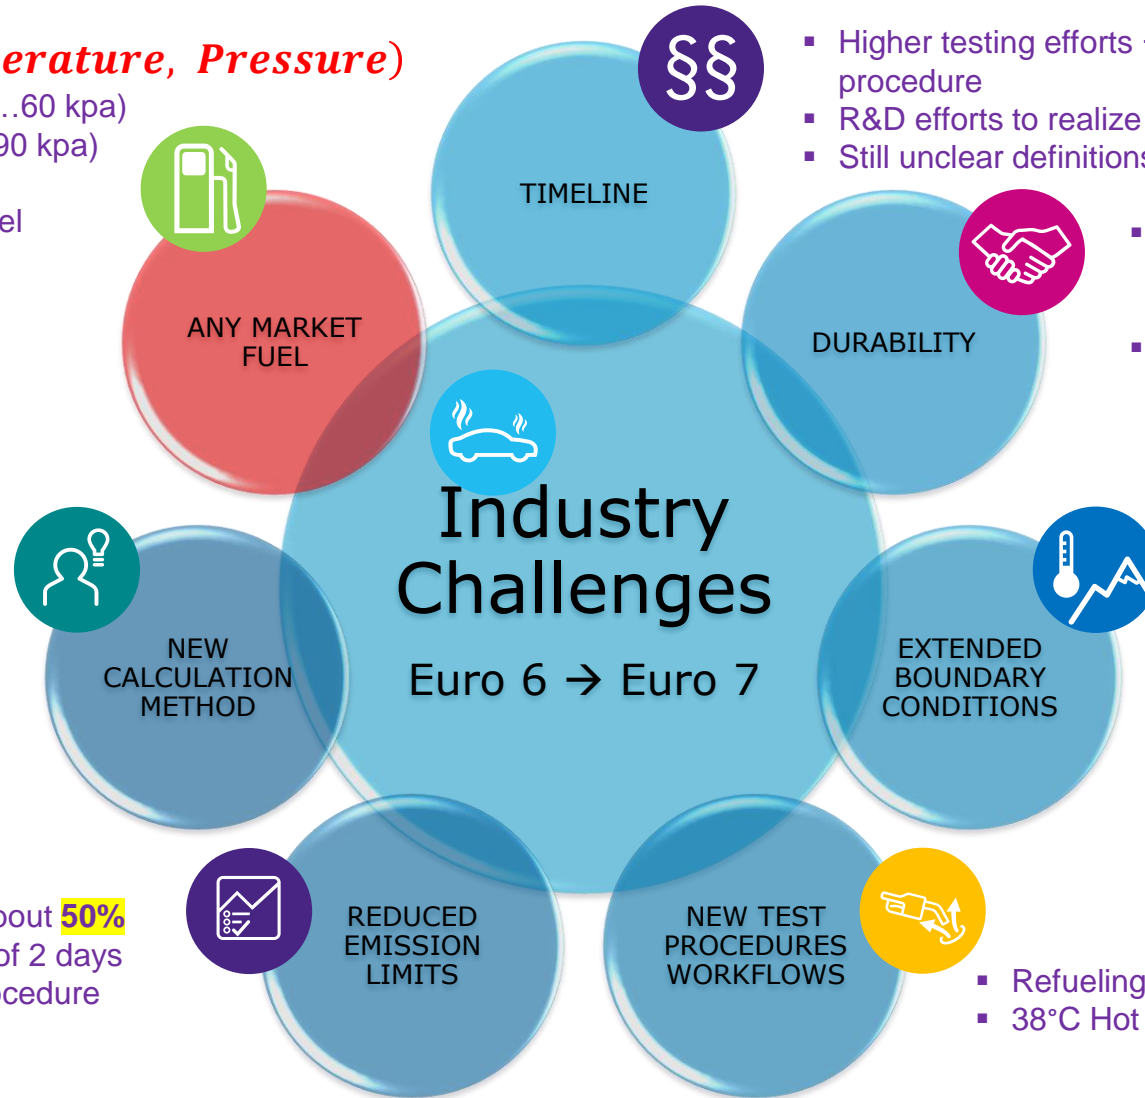 erature, Pressure)
...60 kpa)
90 kpa)
el
§§
Higher testing efforts
procedure
R&D efforts to realize
Still unclear definitions
TIMELINE
ANY MARKET
FUEL
DURABILITY
Industry
Challenges
Euro 6 → Euro 7
NEW
CALCULATION
METHOD
EXTENDED
BOUNDARY
CONDITIONS
bout 50%
of 2 days
ocedure
REDUCED
EMISSION
LIMITS
NEW TEST
PROCEDURES
WORKFLOWS
Refueling
38°C Hot